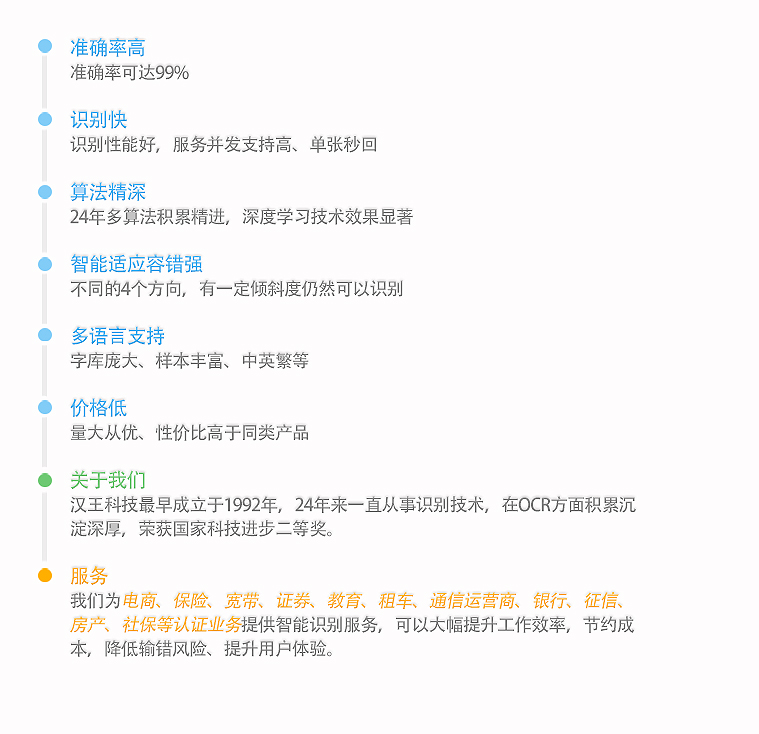 准确率高
准确率可达99%
识别快
识别性能好，服务并发支持高、单张秒回
算法精深
24年多算法积累精进，深度学习技术效果显著
智能适应容错强
不同的4个方向，有一定倾斜度仍然可以识别
多语言支持
字库庞大、样本丰富、中英繁等
价格低
量大从优、性价比高于同类产品
关于我们
汉王科技最早成立于1992年，24年来一直从事识别技术，在OCR方面积累沉
淀深厚，荣获国家科技进步二等奖。
服务
我们为电商、保险、宽带、证券、教育、租车、通信运营商、银行、征信、
房产、社保等认证业务提供智能识别服务，可以大幅提升工作效率，节约成
本，降低输错风险、提升用户体验。